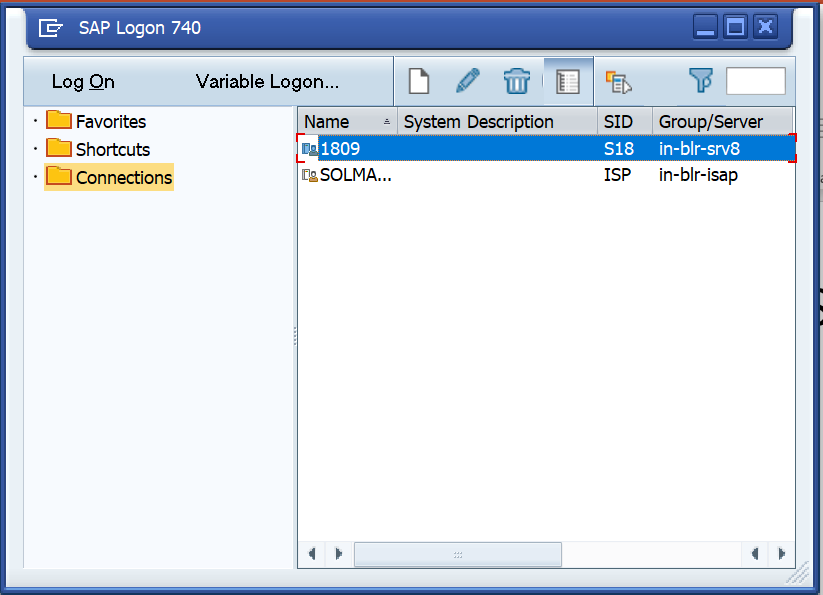 SAP Logon 740
Log On Variable Logon...
Favorites
Shortcuts
Connections
Name System Description SID Group/Server
1809 S18 in-blr-srv8
SOLMA... ISP in-blr-isap